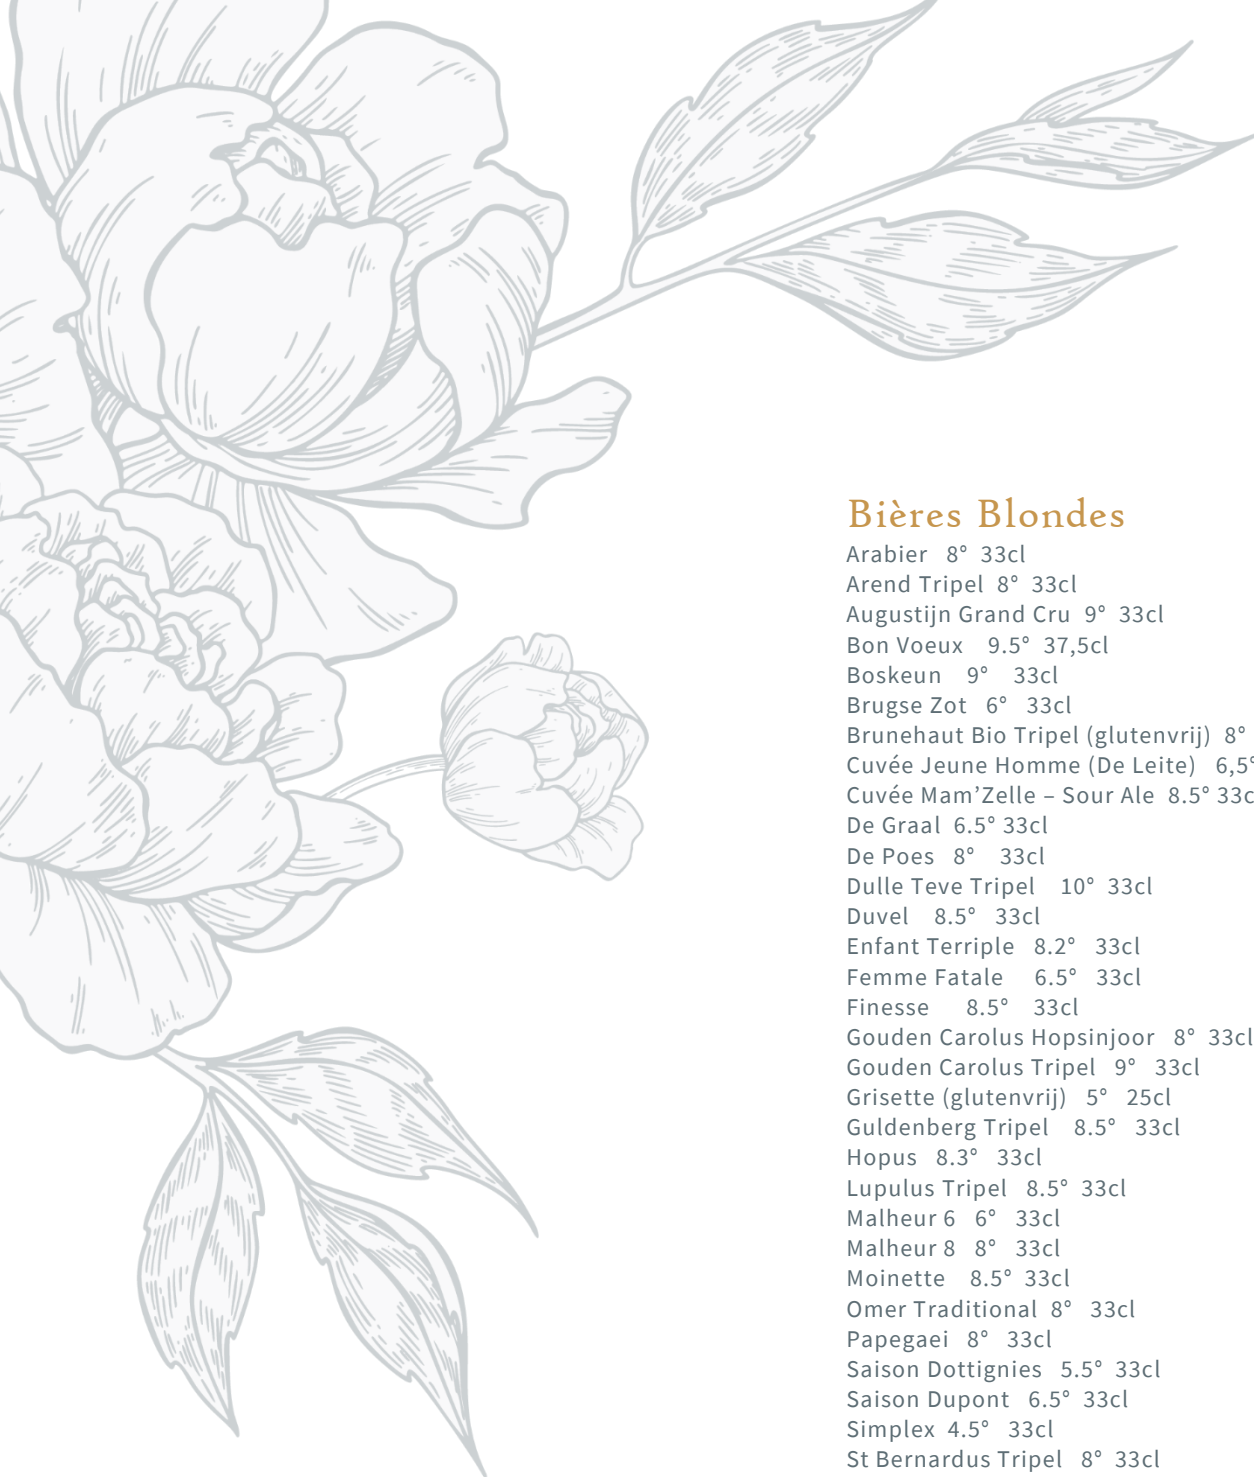 Bières Blondes
Arabier 8° 33cl
Arend Tripel 8° 33cl
Augustijn Grand Cru 9° 33cl
Bon Voeux 9.5° 37,5cl
Boskeun 9° 33cl
Brugse Zot 6° 33cl
Brunehaut Bio Tripel (glutenvrij) 8°
Cuvée Jeune Homme (De Leite) 6,5°
Cuvée Mam’Zelle – Sour Ale 8.5° 33c
De Graal 6.5° 33cl
De Poes 8° 33cl
Dulle Teve Tripel 10° 33cl
Duvel 8.5° 33cl
Enfant Terriple 8.2° 33cl
Femme Fatale 6.5° 33cl
Finesse 8.5° 33cl
Gouden Carolus Hopsinjoor 8° 33cl
Gouden Carolus Tripel 9° 33cl
Grisette (glutenvrij) 5° 25cl
Guldenberg Tripel 8.5° 33cl
Hopus 8.3° 33cl
Lupulus Tripel 8.5° 33cl
Malheur 6 6° 33cl
Malheur 8 8° 33cl
Moinette 8.5° 33cl
Omer Traditional 8° 33cl
Papegaei 8° 33cl
Saison Dottignies 5.5° 33cl
Saison Dupont 6.5° 33cl
Simplex 4.5° 33cl
St Bernardus Tripel 8° 33cl